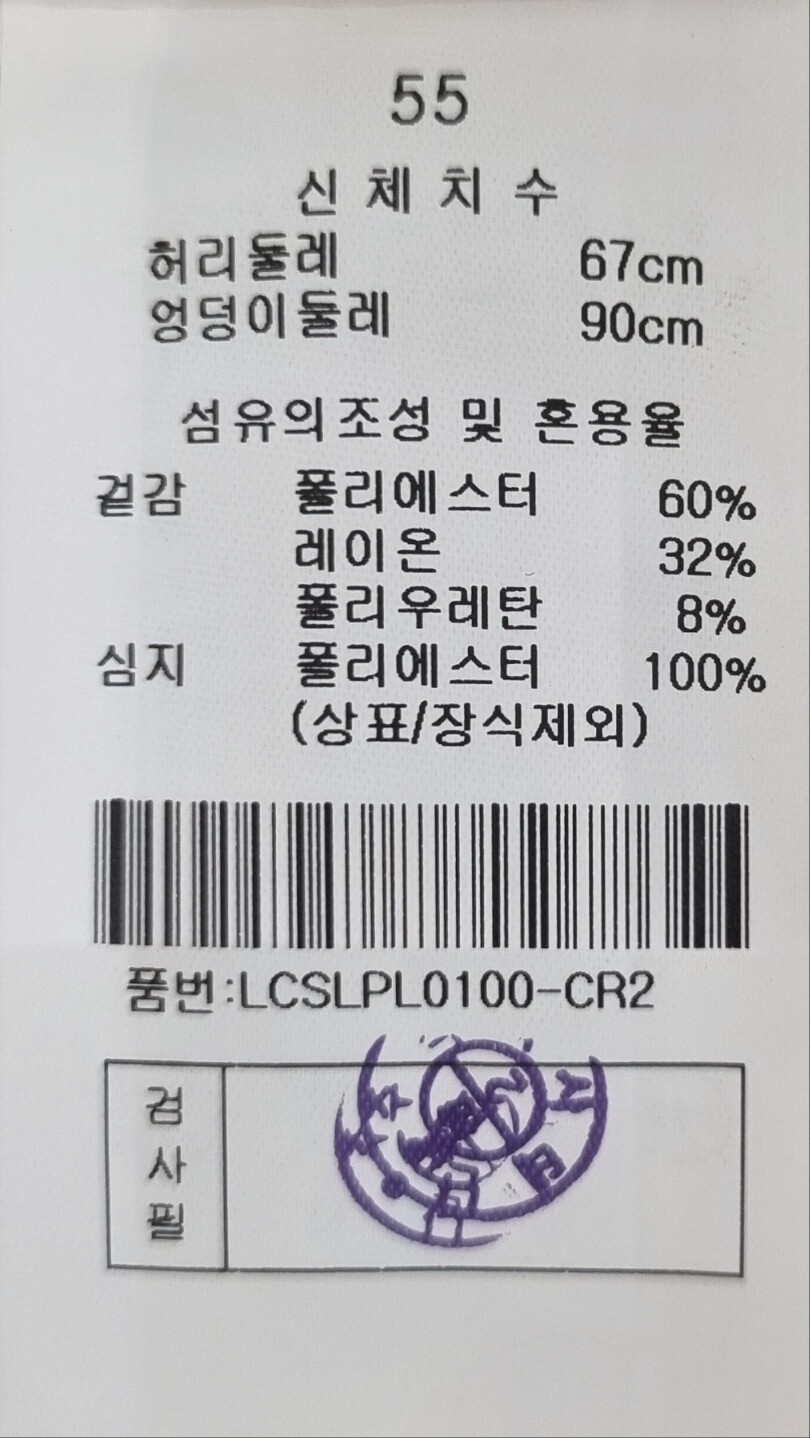 55
신체치수
허리둘레 67cm
엉덩이둘레 90cm
섬유의조성 및 혼용율
겉감 폴리에스터 60%
레이온 32%
폴리우레탄 8%
심지 폴리에스터 100%
(상표/장식제외)
품번:LCSLPL0100-CR2
검사필